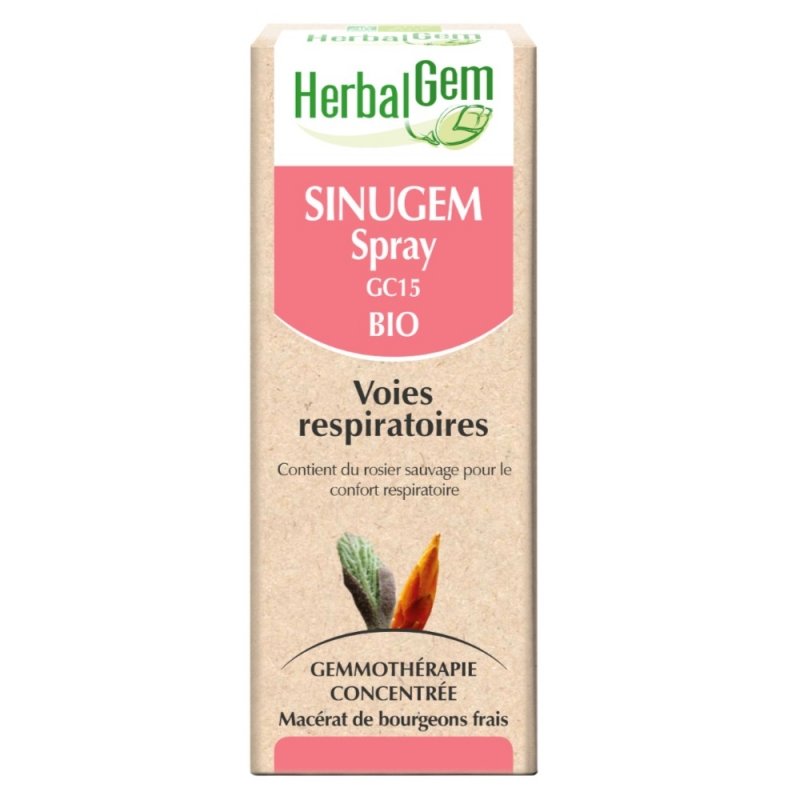 HerbalGem
HerbalGem
SINUGEM
Spray
GC15
BIO
Voies
respiratoires
Contient du rosier sauvage pour le
confort respiratoire
GEMMOTHÉRAPIE
CONCENTRÉE
Macérat de bourgeons frais